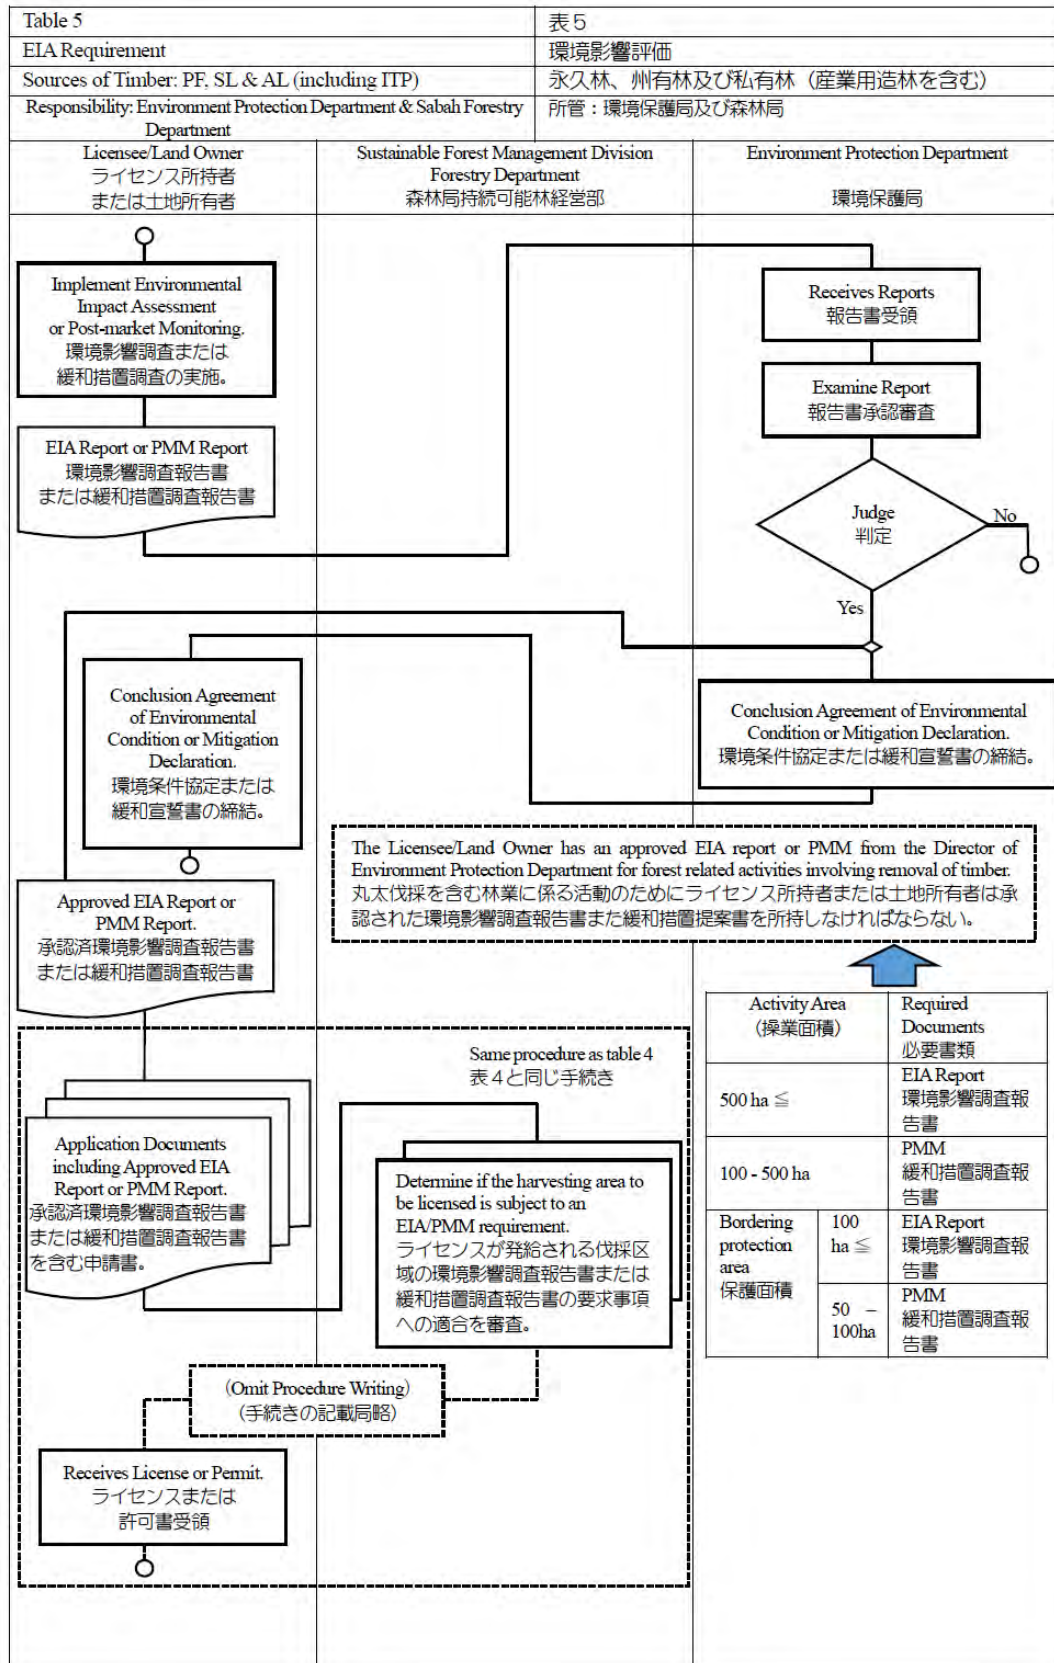 Table 5
表５
EIA Requirement
環境影響評価
Sources of Timber: PF, SL & AL (including ITP)
永久林、州有林及び私有林（産業用造林を含む）
Responsibility: Environment Protection Department & Sabah Forestry
Department
所管：環境保護局及び森林局
Licensee/Land Owner
ライセンス所持者
または土地所有者
Sustainable Forest Management Division
Forestry Department
森林局持続可能林経営部
Environment Protection Department
環境保護局
Implement Environmental
Impact Assessment
or Post-market Monitoring.
環境影響調査または
緩和措置調査の実施。
EIA Report or PMM Report
環境影響調査報告書
または緩和措置調査報告書
Receives Reports
報告書受領
Examine Report
報告書承認審査
Judge
判定
No
Yes
Conclusion Agreement
of Environmental
Condition or Mitigation
Declaration.
環境条件協定または
緩和宣誓書の締結。
Conclusion Agreement of Environmental
Condition or Mitigation Declaration.
環境条件協定または緩和宣誓書の締結。
The Licensee/Land Owner has an approved EIA report or PMM from the Director of
Environment Protection Department for forest related activities involving removal of timber.
丸太伐採を含む林業に係る活動のためにライセンス所持者または土地所有者は承
認された環境影響調査報告書また緩和措置提案書を所持しなければならない。
Approved EIA Report or
PMM Report.
承認済環境影響調査報告書
または緩和措置調査報告書
Same procedure as table 4
表４と同じ手続き
Application Documents
including Approved EIA
Report or PMM Report.
承認済環境影響調査報告書
または緩和措置調査報告書
を含む申請書。
Determine if the harvesting area to
be licensed is subject to an
EIA/PMM requirement.
ライセンスが発給される伐採区
域の環境影響調査報告書または
緩和措置調査報告書の要求事項
への適合を審査。
(Omit Procedure Writing)
（手続きの記載局略）
Receives License or Permit.
ライセンスまたは
許可書受領
Activity Area
（操業面積）
Required
Documents
必要書類
500 ha ≦
EIA Report
環境影響調査報
告書
100 - 500 ha
PMM
緩和措置調査報
告書
Bordering
protection
area
保護面積
100
ha ≦
EIA Report
環境影響調査報
告書
50 –
100ha
PMM
緩和措置調査報
告書